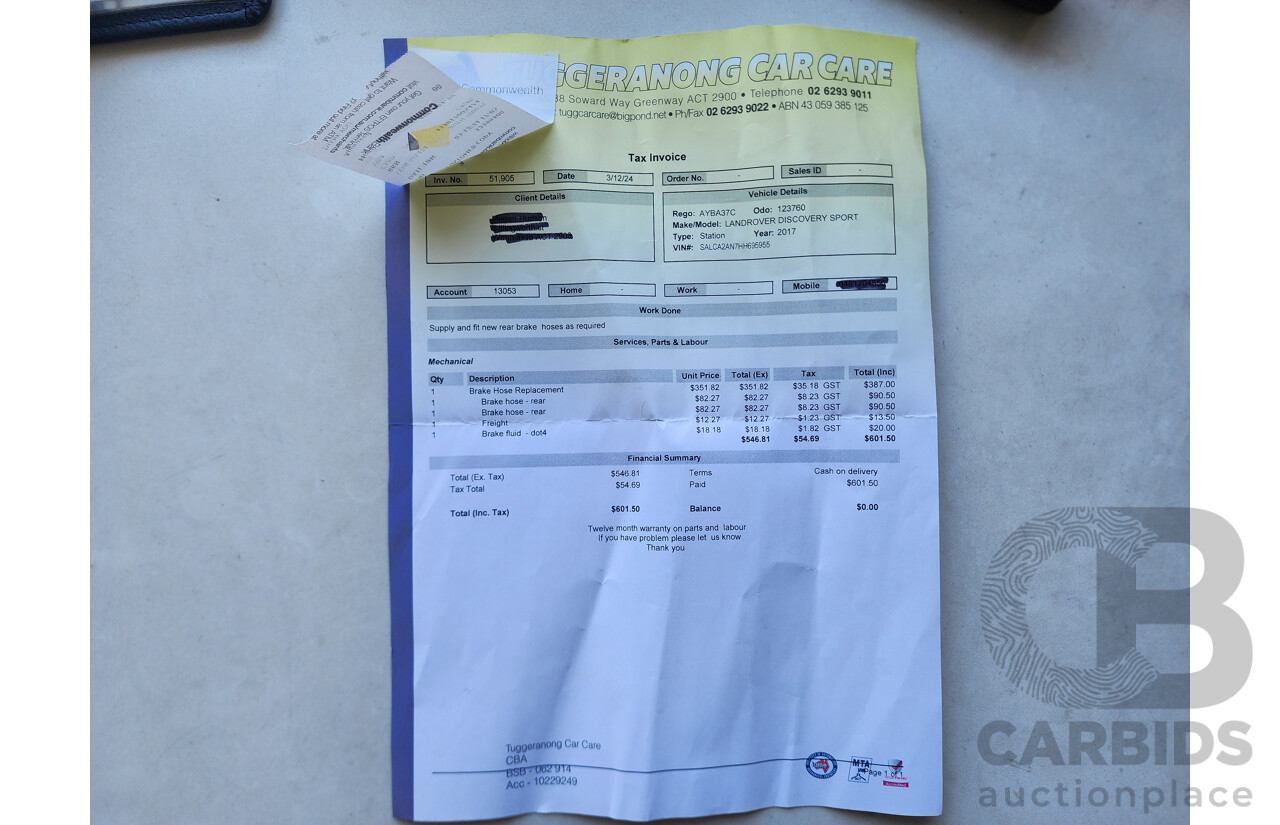 TUGGERANONG CAR CARE
38 Soward Way Greenway ACT 2900 • Telephone 02 6293 9011
tuggcarcare@bigpond.net • Ph/Fax 02 6293 9022 • ABN 43 059 385 125
Commonwealth
Commonwealth
Tax Invoice
Inv. No. 51,905 Date 3/12/24 Order No. - Sales ID -
Client Details
Vehicle Details
Rego: AYBA37C Odo: 123760
Make/Model: LANDROVER DISCOVERY SPORT
Type: Station Year: 2017
VIN#: SALCA2AN7HH695955
Account 13053 Home - Work - Mobile
Work Done
Supply and fit new rear brake hoses as required
Services, Parts & Labour
Mechanical
Qty Description Unit Price Total (Ex) Tax Total (Inc)
1 Brake Hose Replacement $351.82 $351.82 $35.18 GST $387.00
1 Brake hose - rear $82.27 $82.27 $8.23 GST $90.50
1 Brake hose - rear $82.27 $82.27 $8.23 GST $90.50
1 Freight $12.27 $12.27 $1.23 GST $13.50
1 Brake fluid - dot4 $18.18 $18.18 $1.82 GST $20.00
$546.81 $54.69 $601.50
Financial Summary
Total (Ex. Tax) $546.81 Terms Cash on delivery
Tax Total $54.69 Paid $601.50
Total (Inc. Tax) $601.50 Balance $0.00
Twelve month warranty on parts and labour
If you have problem please let us know
Thank you
Tuggeranong Car Care
CBA
BSB - 062 914
Acc - 10229249
MTA
Page 1 of 1
CB
CARBIDS
auctionplace